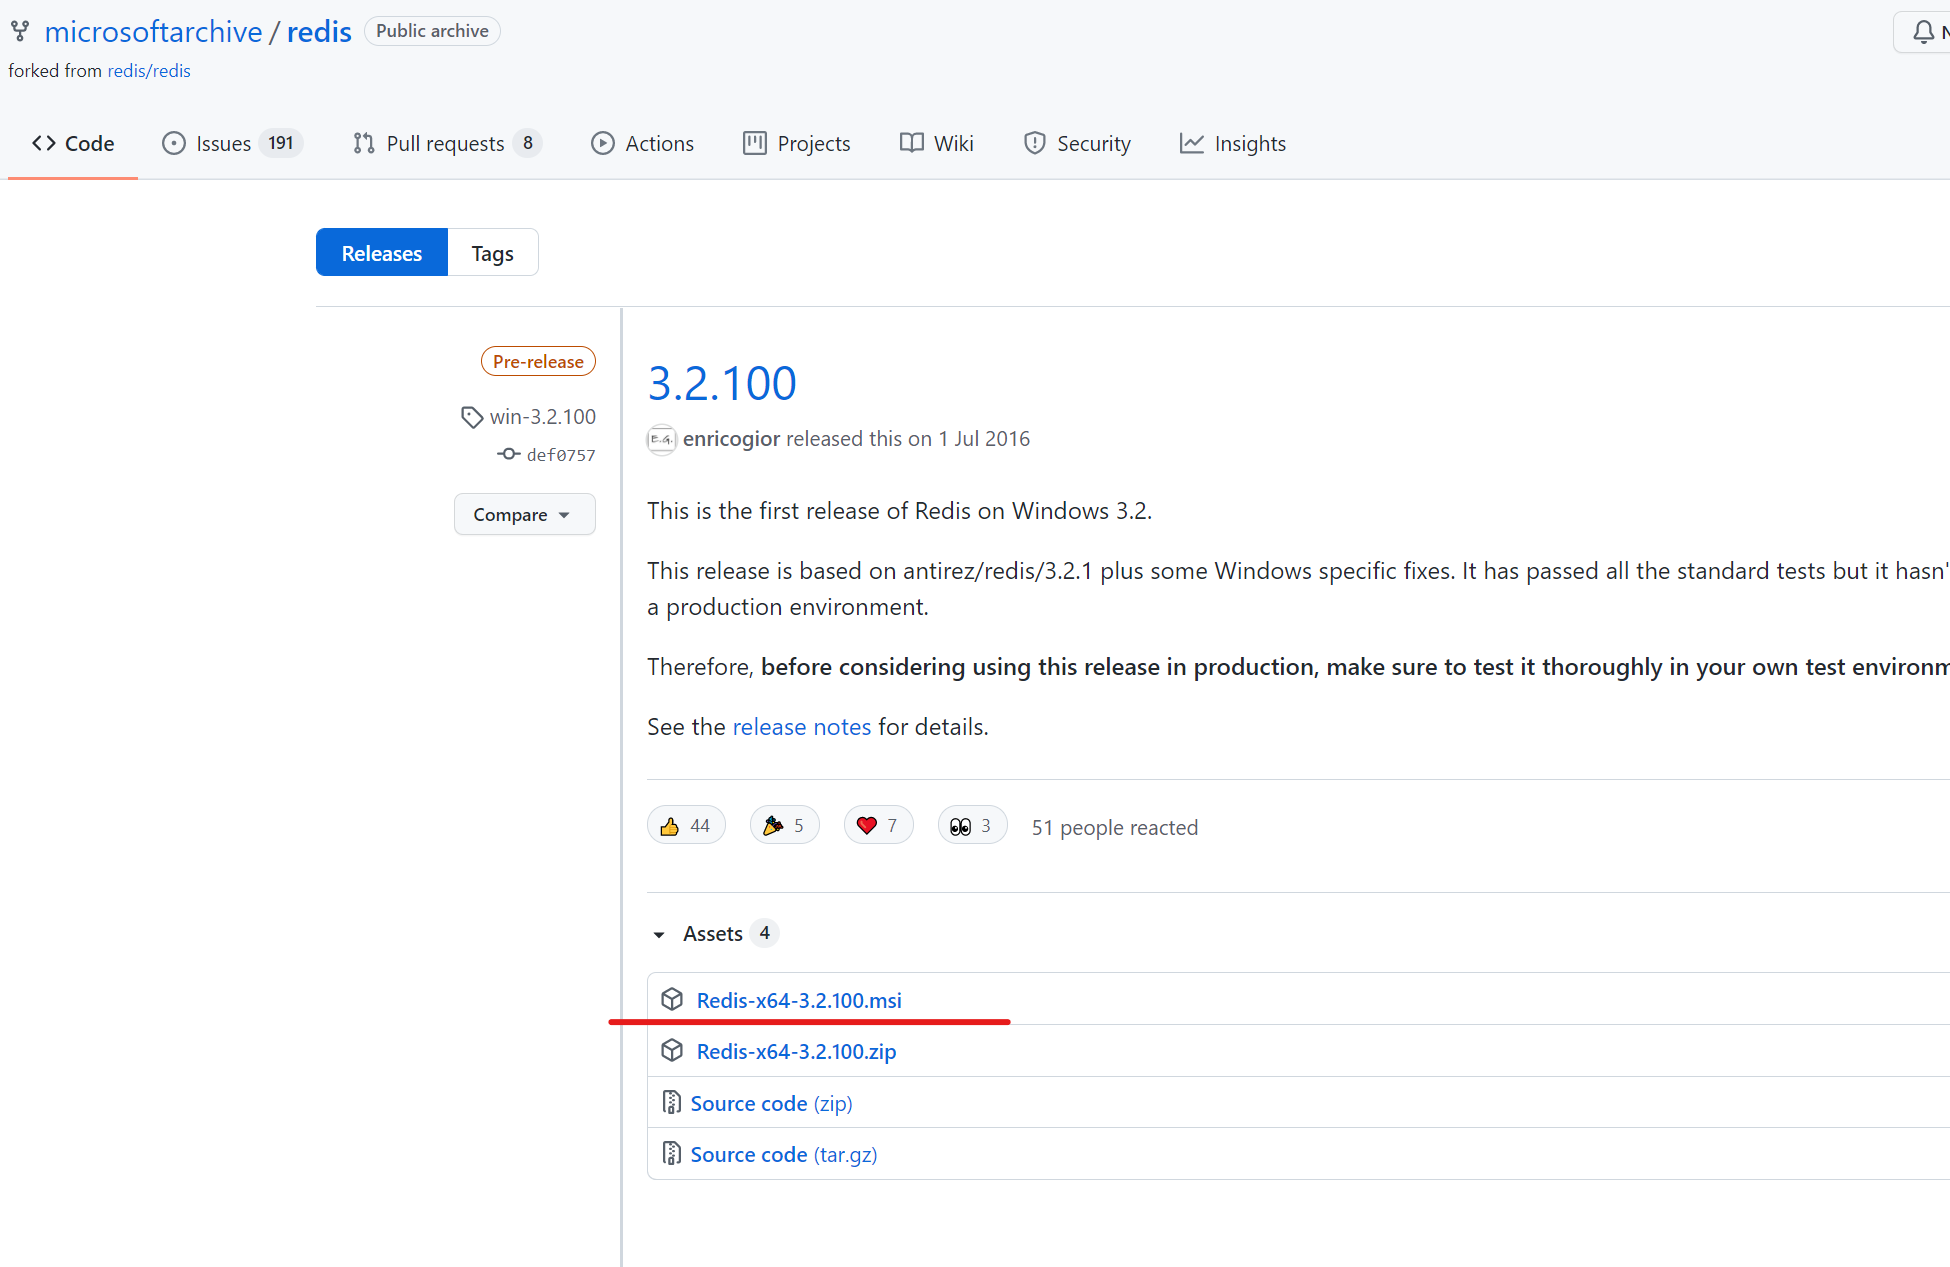 microsoftarchive / redis Public archive
forked from redis/redis
Code Issues 191 Pull requests 8 Actions Projects Wiki Security Insights
Releases Tags
Pre-release
win-3.2.100
def0757
Compare
3.2.100
E.G. enricogior released this on 1 Jul 2016
This is the first release of Redis on Windows 3.2.
This release is based on antirez/redis/3.2.1 plus some Windows specific fixes. It has passed all the standard tests but it hasn'
a production environment.
Therefore, before considering using this release in production, make sure to test it thoroughly in your own test environm
See the release notes for details.
44 5 7 3 51 people reacted
Assets 4
Redis-x64-3.2.100.msi
Redis-x64-3.2.100.zip
Source code (zip)
Source code (tar.gz)